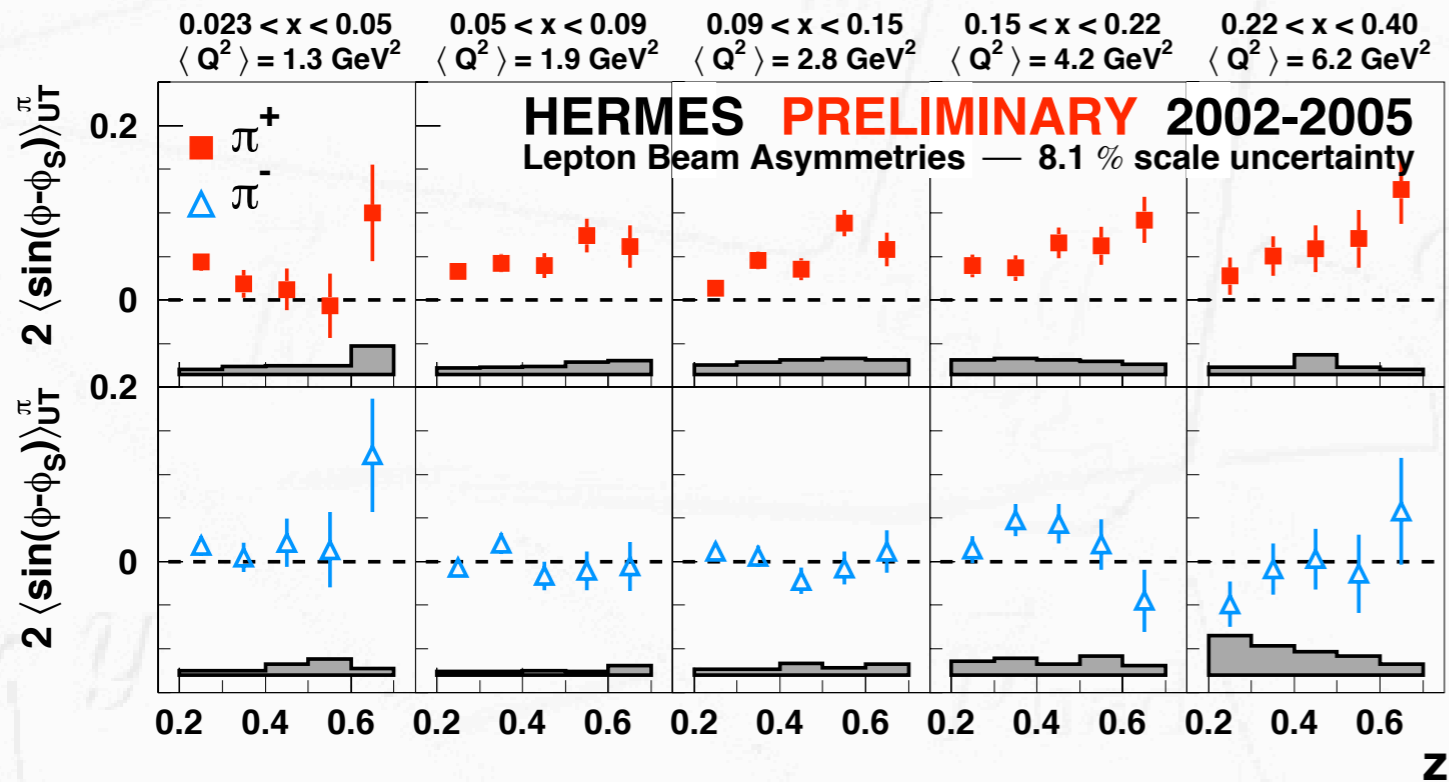 0.023 < x < 0.05 0.05 < x < 0.09 0.09 < x < 0.15 0.15 < x < 0.22 0.22 < x < 0.40
⟨ Q² ⟩ = 1.3 GeV² ⟨ Q² ⟩ = 1.9 GeV² ⟨ Q² ⟩ = 2.8 GeV² ⟨ Q² ⟩ = 4.2 GeV² ⟨ Q² ⟩ = 6.2 GeV²
HERMES PRELIMINARY 2002-2005
Lepton Beam Asymmetries — 8.1 % scale uncertainty
π⁺
π⁻
2 ⟨sin(ϕ-ϕ_S)⟩^π_UT
0.2
0
2 ⟨sin(ϕ-ϕ_S)⟩^π_UT
0.2
0
0.2 0.4 0.6 0.2 0.4 0.6 0.2 0.4 0.6 0.2 0.4 0.6 0.2 0.4 0.6
z